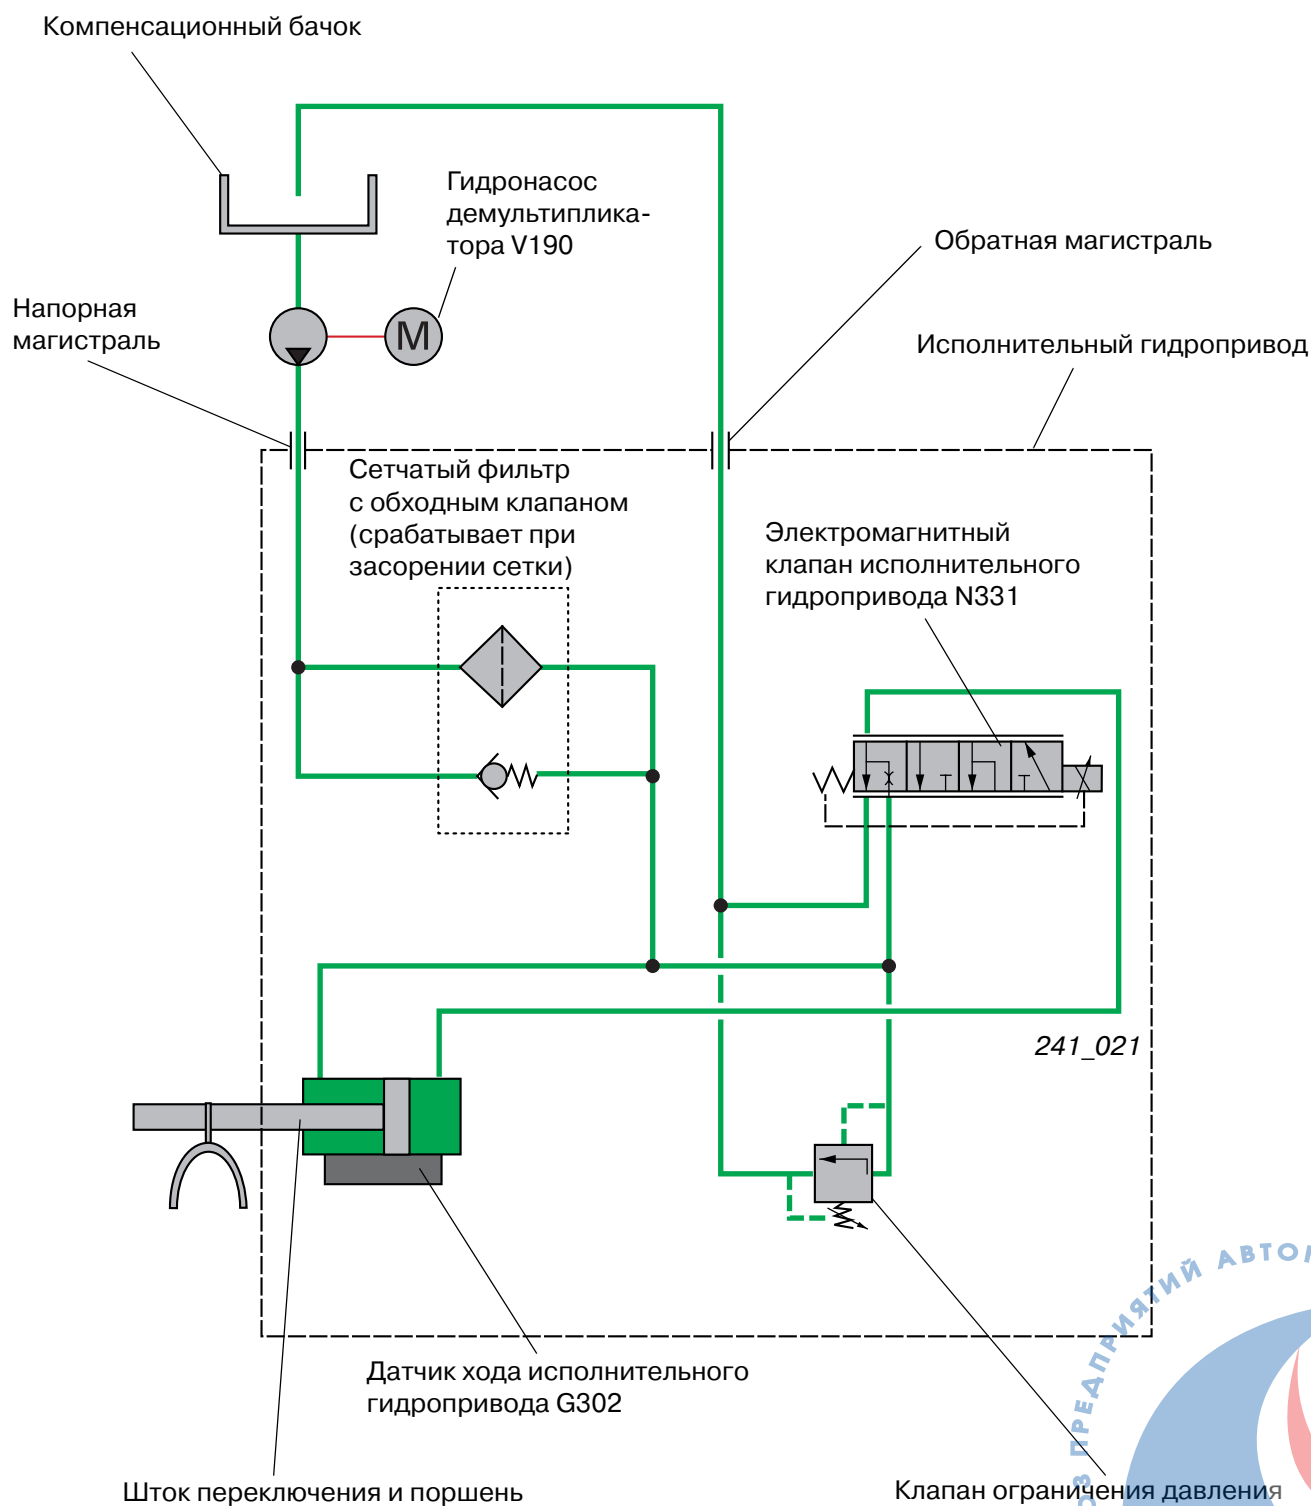 Компенсационный бачок
Гидронасос
демультиплика-
тора V190
Обратная магистраль
Напорная
магистраль
M
Исполнительный гидропривод
Сетчатый фильтр
с обходным клапаном
(срабатывает при
засорении сетки)
Электромагнитный
клапан исполнительного
гидропривода N331
241_021
Датчик хода исполнительного
гидропривода G302
Шток переключения и поршень
Клапан ограничения давления
ПРЕДПРИЯТИЙ